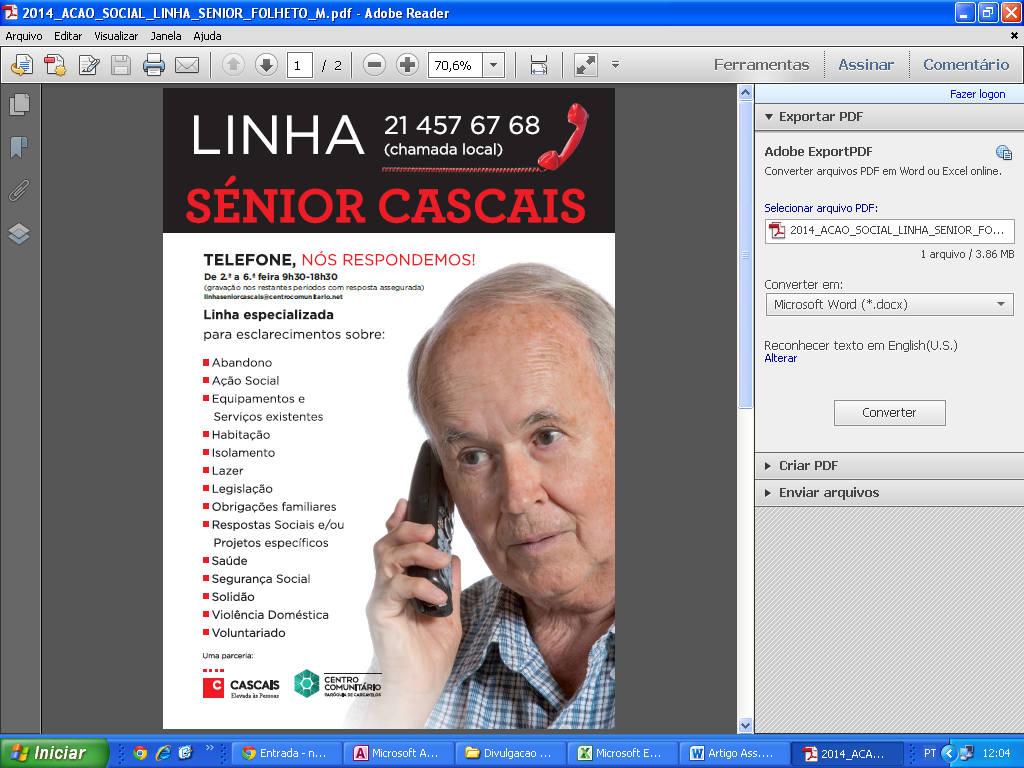 2014_ACAO_SOCIAL_LINHA_SENIOR_FOLHETO_M.pdf - Adobe Reader
Arquivo Editar Visualizar Janela Ajuda
1 / 2 70,6% Ferramentas Assinar Comentário
Fazer logon
Exportar PDF
Adobe ExportPDF
Converter arquivos PDF em Word ou Excel online.
Selecionar arquivo PDF:
2014_ACAO_SOCIAL_LINHA_SENIOR_FO...
1 arquivo / 3.86 MB
Converter em:
Microsoft Word (*.docx)
Reconhecer texto em English(U.S.)
Alterar
Converter
Criar PDF
Enviar arquivos
LINHA 21 457 67 68
(chamada local)
SÉNIOR CASCAIS
TELEFONE, NÓS RESPONDEMOS!
De 2.ª a 6.ª feira 9h30-18h30
(gravação nos restantes períodos com resposta assegurada)
linhaseniorcascais@centrocomunitario.net
Linha especializada
para esclarecimentos sobre:
Abandono
Ação Social
Equipamentos e
Serviços existentes
Habitação
Isolamento
Lazer
Legislação
Obrigações familiares
Respostas Sociais e/ou
Projetos específicos
Saúde
Segurança Social
Solidão
Violência Doméstica
Voluntariado
Uma parceria:
C CASCAIS
Elevada às Pessoas
CENTRO
COMUNITÁRIO
PARÓQUIA DE CARCAVELOS
Iniciar » Entrada - n... Microsoft A... Divulgacao ... Microsoft E... Artigo Ass.... 2014_ACA... PT 12:04